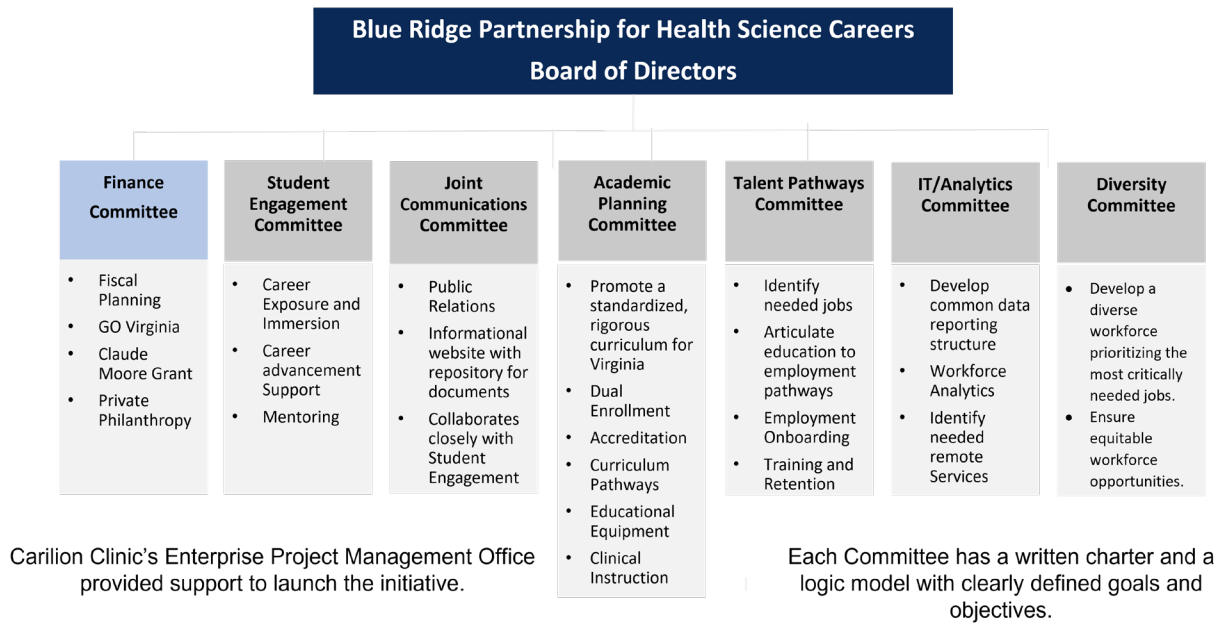 Blue Ridge Partnership for Health Science Careers
Board of Directors
Finance
Committee
• Fiscal
Planning
• GO Virginia
• Claude
Moore Grant
• Private
Philanthropy
Student
Engagement
Committee
• Career
Exposure and
Immersion
• Career
advancement
Support
• Mentoring
Joint
Communications
Committee
• Public
Relations
• Informational
website with
repository for
documents
• Collaborates
closely with
Student
Engagement
Academic
Planning
Committee
• Promote a
standardized,
rigorous
curriculum for
Virginia
• Dual
Enrollment
• Accreditation
• Curriculum
Pathways
• Educational
Equipment
• Clinical
Instruction
Talent Pathways
Committee
• Identify
needed jobs
• Articulate
education to
employment
pathways
• Employment
Onboarding
• Training and
Retention
IT/Analytics
Committee
• Develop
common data
reporting
structure
• Workforce
Analytics
• Identify
needed
remote
Services
Diversity
Committee
• Develop a
diverse
workforce
prioritizing the
most critically
needed jobs.
• Ensure
equitable
workforce
opportunities.
Carilion Clinic’s Enterprise Project Management Office
provided support to launch the initiative.
Each Committee has a written charter and a
logic model with clearly defined goals and
objectives.